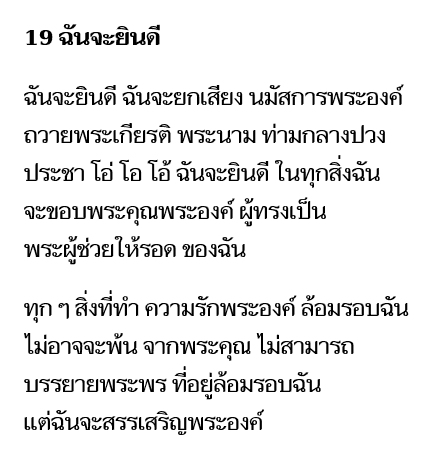 19 ฉันจะยินดี
ฉันจะยินดี ฉันจะยกเสียง นมัสการพระองค์
ถวายพระเกียรติ พระนาม ท่ามกลางปวง
ประชา โอ่ โอ โอ้ ฉันจะยินดี ในทุกสิ่งฉัน
จะขอบพระคุณพระองค์ ผู้ทรงเป็น
พระผู้ช่วยให้รอด ของฉัน
ทุก ๆ สิ่งที่ทำ ความรักพระองค์ ล้อมรอบฉัน
ไม่อาจจะพ้น จากพระคุณ ไม่สามารถ
บรรยายพระพร ที่อยู่ล้อมรอบฉัน
แต่ฉันจะสรรเสริญพระองค์